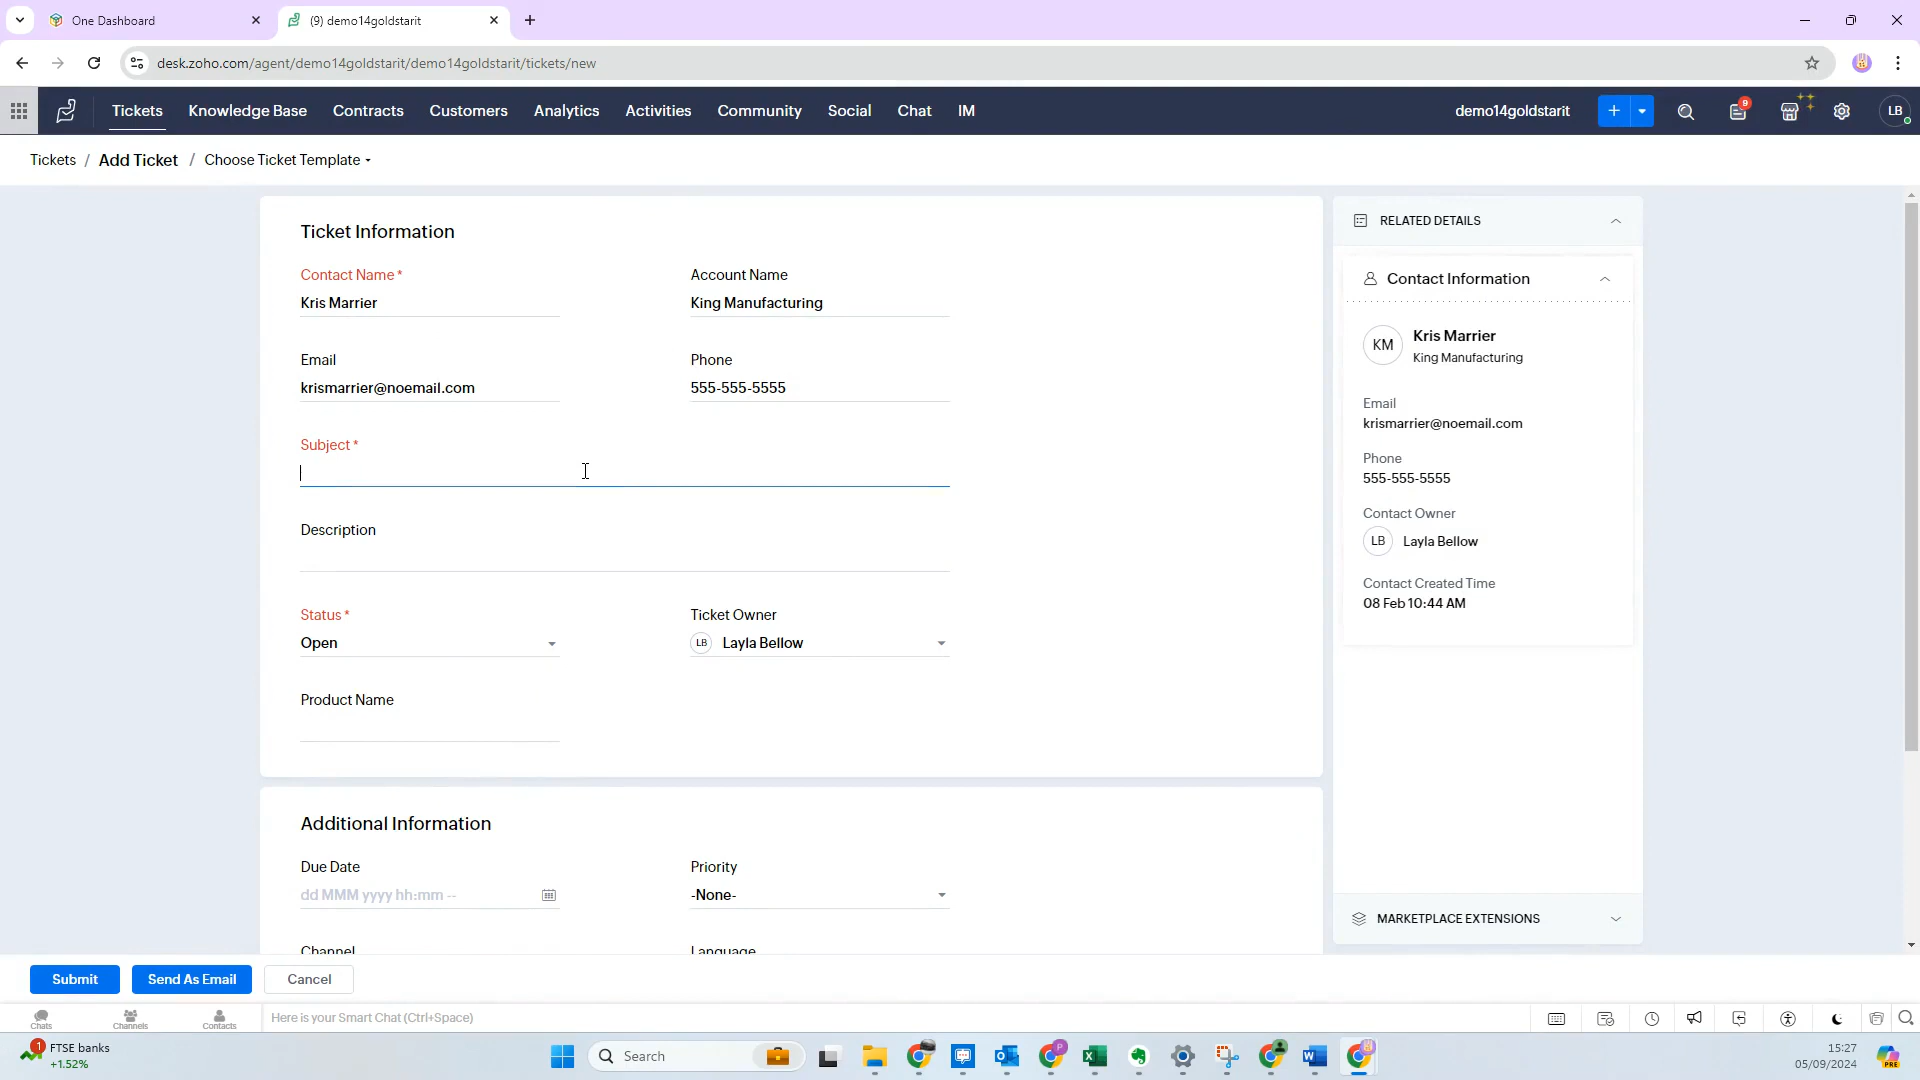 One Dashboard
(9) demo14goldstarit
desk.zoho.com/agent/demo14goldstarit/demo14goldstarit/tickets/new
Tickets Knowledge Base Contracts Customers Analytics Activities Community Social Chat IM demo14goldstarit 9 LB
Tickets / Add Ticket / Choose Ticket Template
Ticket Information
Contact Name *
Kris Marrier
Account Name
King Manufacturing
Email
krismarrier@noemail.com
Phone
555-555-5555
Subject *
Description
Status *
Open
Ticket Owner
LB Layla Bellow
Product Name
Additional Information
Due Date
dd MMM yyyy hh:mm --
Priority
-None-
Channel
Language
RELATED DETAILS
Contact Information
KM
Kris Marrier
King Manufacturing
Email
krismarrier@noemail.com
Phone
555-555-5555
Contact Owner
LB Layla Bellow
Contact Created Time
08 Feb 10:44 AM
MARKETPLACE EXTENSIONS
Submit Send As Email Cancel
Chats Channels Contacts Here is your Smart Chat (Ctrl+Space)
1 FTSE banks
+1.52%
Search
P
15:27
05/09/2024
PRE